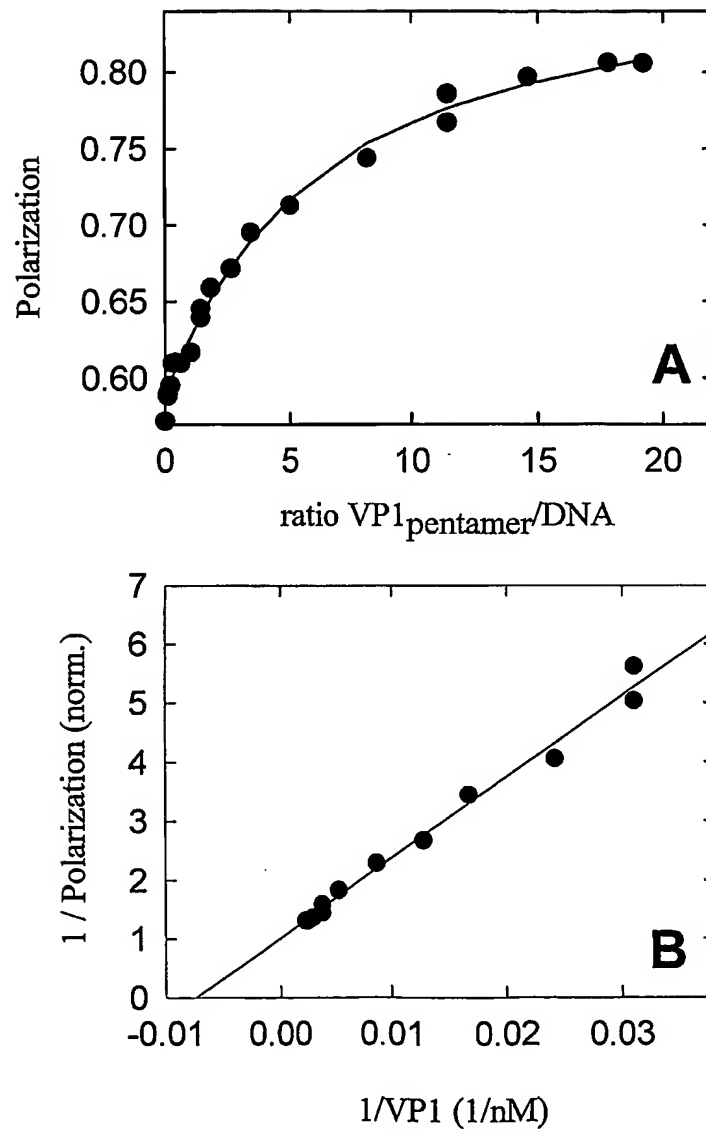 0.80
0.75
0.70
0.65
0.60
Polarization
A
0 5 10 15 20
ratio VP1pentamer/DNA
7
6
5
4
3
2
1
0
1 / Polarization (norm.)
B
-0.01 0.00 0.01 0.02 0.03
1/VP1 (1/nM)